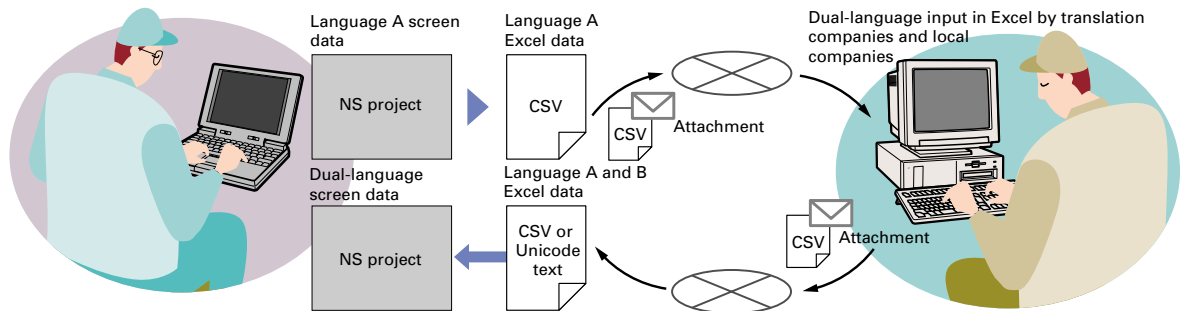 Language A screen
data
NS project
Language A
Excel data
CSV
CSV
Attachment
Dual-language input in Excel by translation
companies and local
companies
Dual-language
screen data
NS project
Language A and B
Excel data
CSV or
Unicode
text
CSV
Attachment